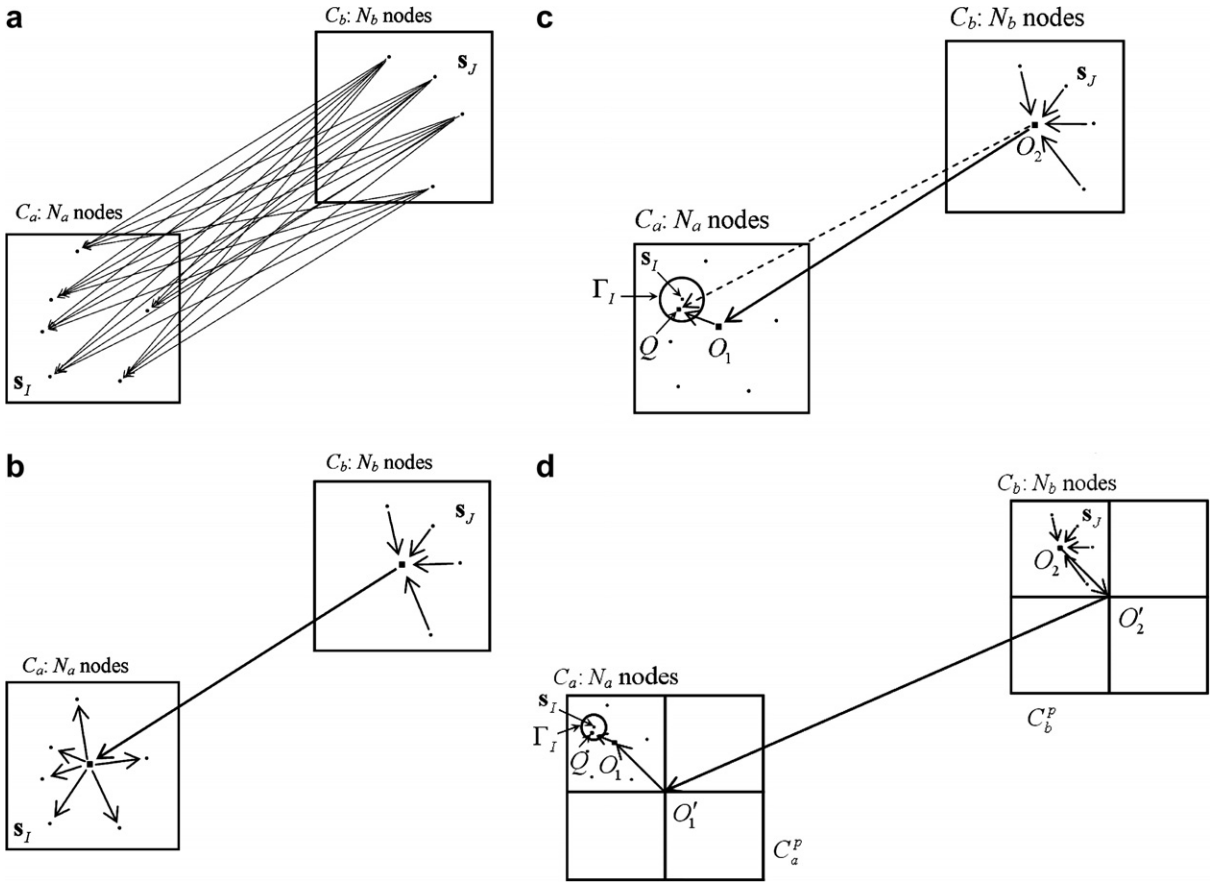 a
C_b: N_b nodes
s_J
C_a: N_a nodes
s_I
b
C_b: N_b nodes
s_J
C_a: N_a nodes
s_I
c
C_b: N_b nodes
s_J
O_2
C_a: N_a nodes
s_I
Γ_I
Q
O_1
d
C_b: N_b nodes
s_J
O_2
O'_2
C_b^p
C_a: N_a nodes
s_I
Γ_I
Q
O_1
O'_1
C_a^p